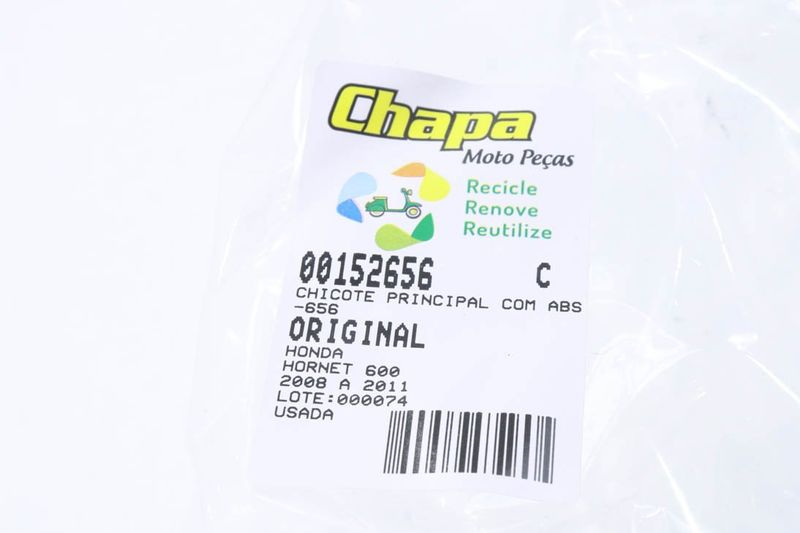 Chapa
Moto Peças
Recicle
Renove
Reutilize
00152656 C
CHICOTE PRINCIPAL COM ABS
-656
ORIGINAL
HONDA
HORNET 600
2008 A 2011
LOTE:000074
USADA